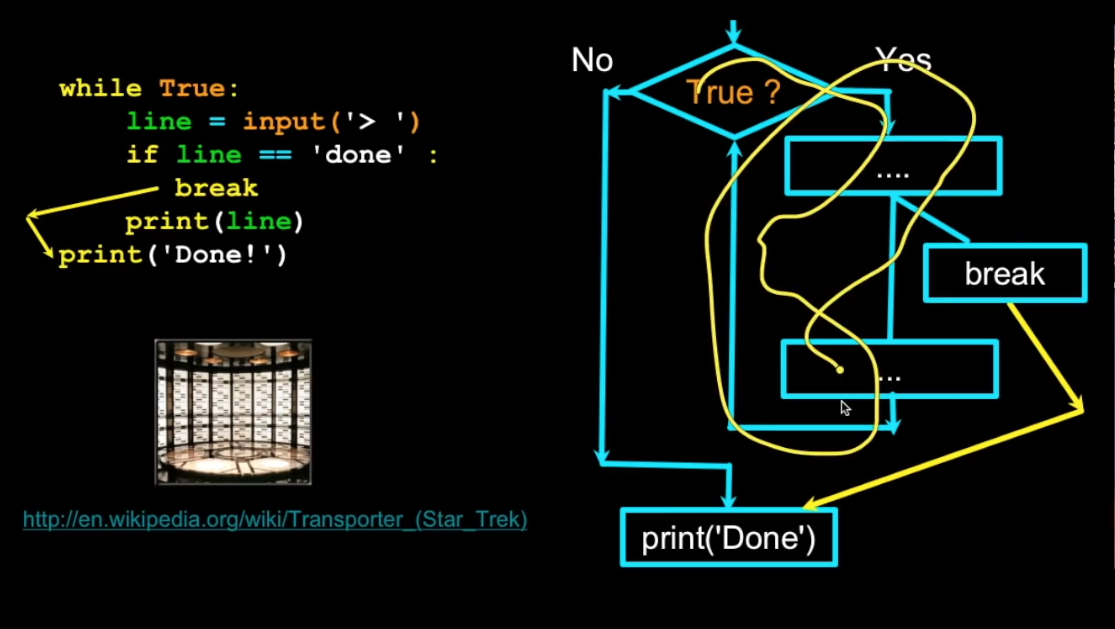 while True:
    line = input('> ')
    if line == 'done' :
       break
    print(line)
print('Done!')
http://en.wikipedia.org/wiki/Transporter_(Star_Trek)
No
Yes
True ?
....
break
...
print('Done')